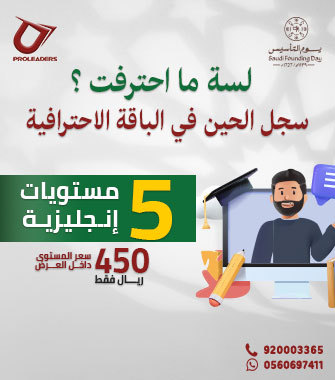 PROLEADERS
يوم التأسيس
Saudi Founding Day
لسة ما احترفت ؟
سجل الحين في الباقة الاحترافية
5 مستويات
إنجليزية
450 سعر المستوى
داخل العرض
ريال فقط
920003365
0560697411